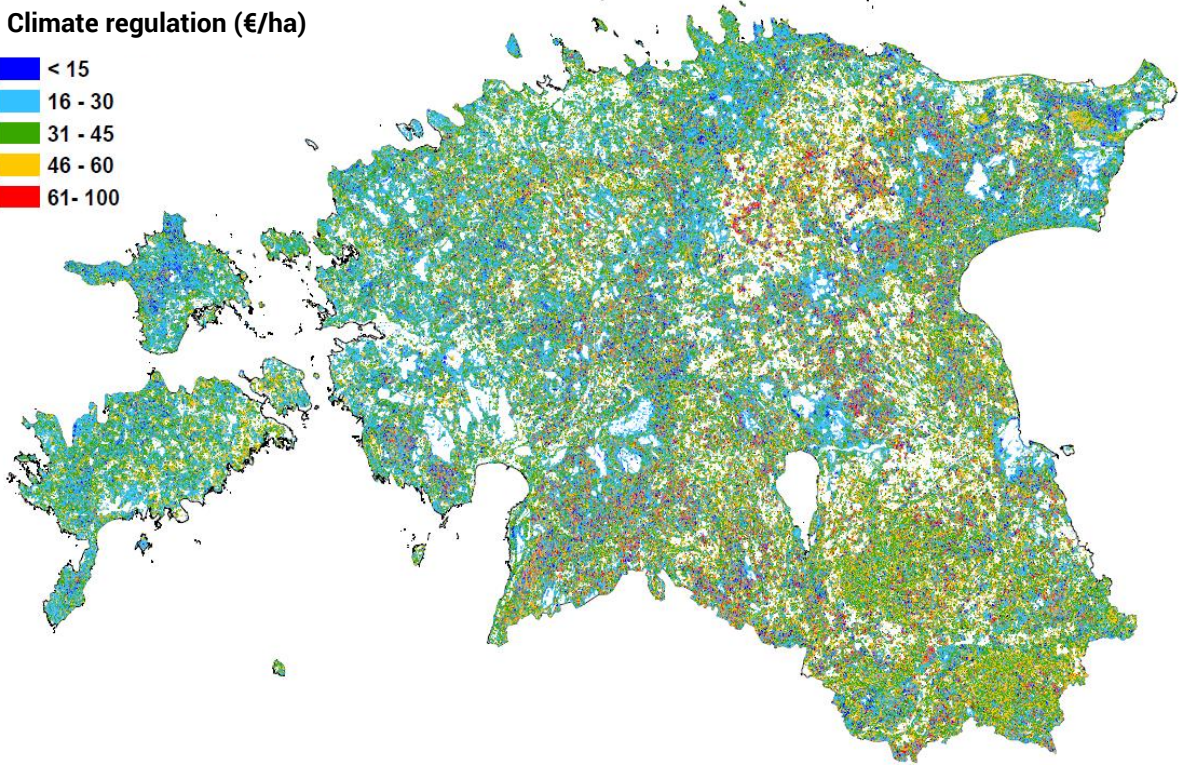 Climate regulation (€/ha)
< 15
16 - 30
31 - 45
46 - 60
61- 100